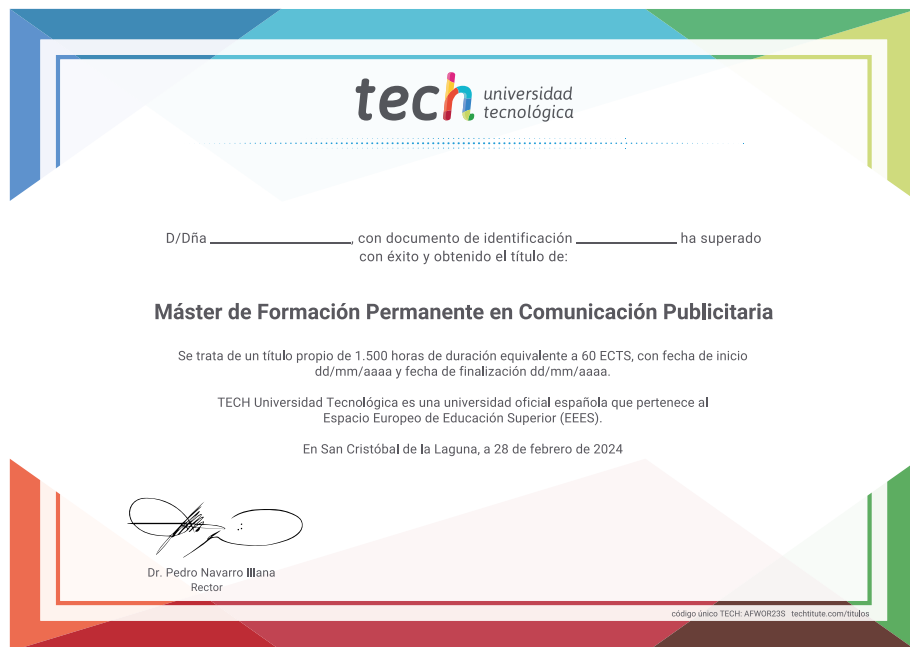 tech universidad
tecnológica
D/Dña ______________, con documento de identificación __________ ha superado
con éxito y obtenido el título de:
Máster de Formación Permanente en Comunicación Publicitaria
Se trata de un título propio de 1.500 horas de duración equivalente a 60 ECTS, con fecha de inicio
dd/mm/aaaa y fecha de finalización dd/mm/aaaa.
TECH Universidad Tecnológica es una universidad oficial española que pertenece al
Espacio Europeo de Educación Superior (EEES).
En San Cristóbal de la Laguna, a 28 de febrero de 2024
Dr. Pedro Navarro Illana
Rector
código único TECH: AFWOR23S techtitute.com/titulos